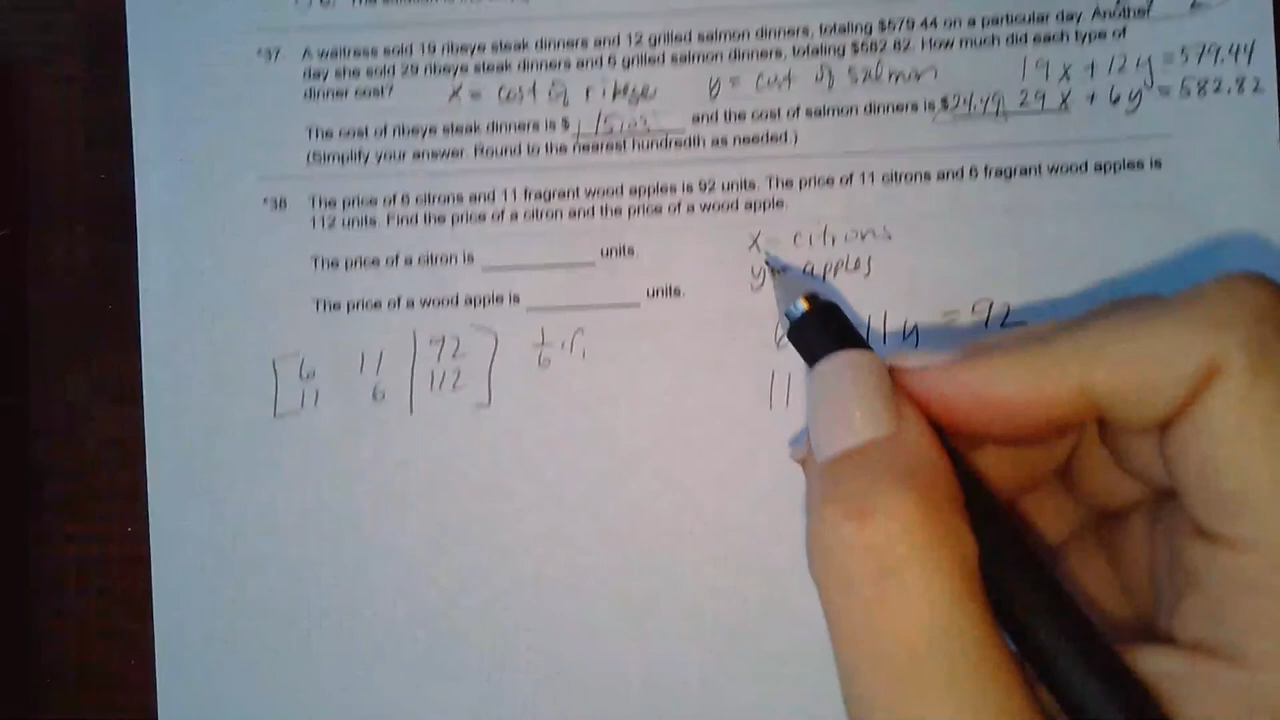 *37 A waitress sold 19 ribeye steak dinners and 12 grilled salmon dinners, totaling $579.44 on a particular day. Another
day she sold 29 ribeye steak dinners and 6 grilled salmon dinners, totaling $582.82. How much did each type of
dinner cost? x = cost of ribeye y = cost of salmon 19x + 12y = 579.44
The cost of ribeye steak dinners is $ and the cost of salmon dinners is $24.49 29x + 6y = 582.82
(Simplify your answer. Round to the nearest hundredth as needed.)
*38 The price of 6 citrons and 11 fragrant wood apples is 92 units. The price of 11 citrons and 6 fragrant wood apples is
112 units. Find the price of a citron and the price of a wood apple.
x citrons
The price of a citron is ________ units.
y apples
The price of a wood apple is ________ units.
11y = 92
6 11 | 92 1/6 · r1
11 6 | 112
11